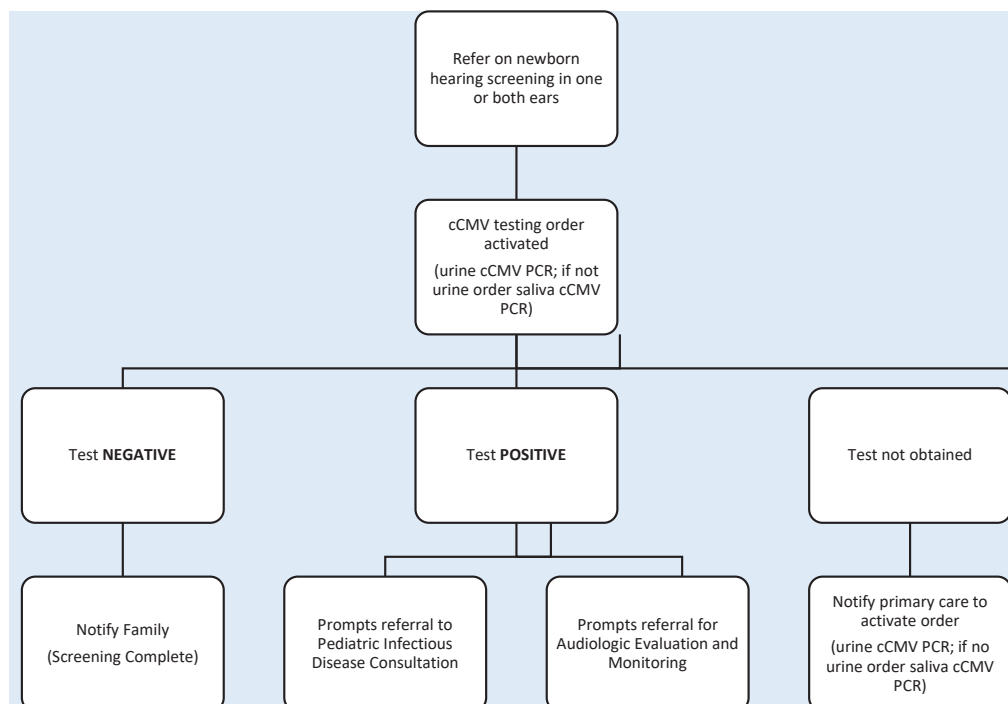 Refer on newborn
hearing screening in one
or both ears
cCMV testing order
activated
(urine cCMV PCR; if not
urine order saliva cCMV
PCR)
Test NEGATIVE
Test POSITIVE
Test not obtained
Notify Family
(Screening Complete)
Prompts referral to
Pediatric Infectious
Disease Consultation
Prompts referral for
Audiologic Evaluation and
Monitoring
Notify primary care to
activate order
(urine cCMV PCR; if no
urine order saliva cCMV
PCR)